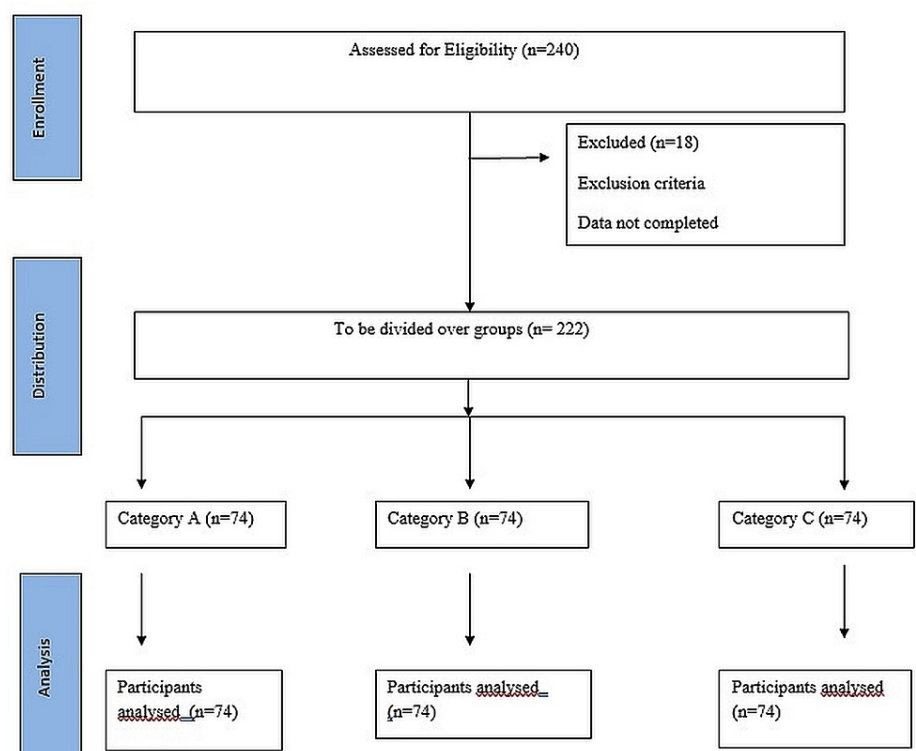 Enrollment
Assessed for Eligibility (n=240)
Excluded (n=18)
Exclusion criteria
Data not completed
Distribution
To be divided over groups (n= 222)
Category A (n=74)
Category B (n=74)
Category C (n=74)
Analysis
Participants
analysed (n=74)
Participants analysed
(n=74)
Participants analysed
(n=74)